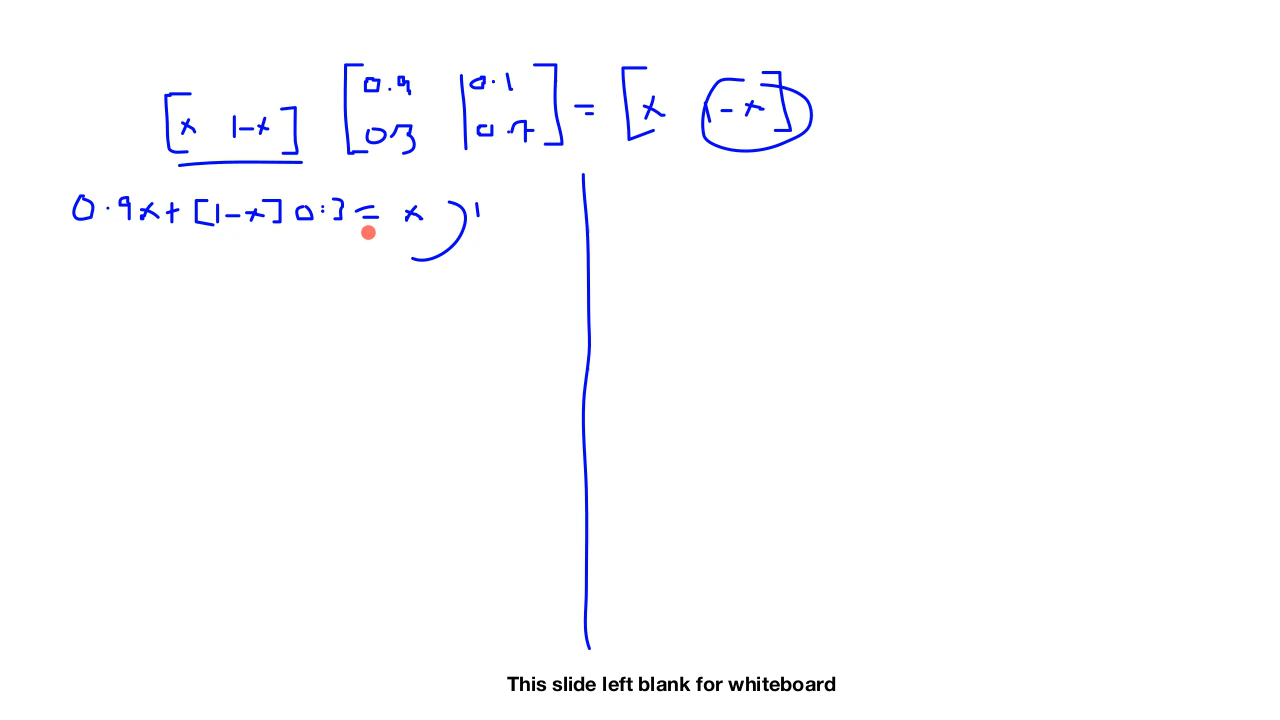 [x 1-x] [0.9 0.1] = [x 1-x]
[0.3 0.7]
0.9x+[1-x]0.3= x
This slide left blank for whiteboard